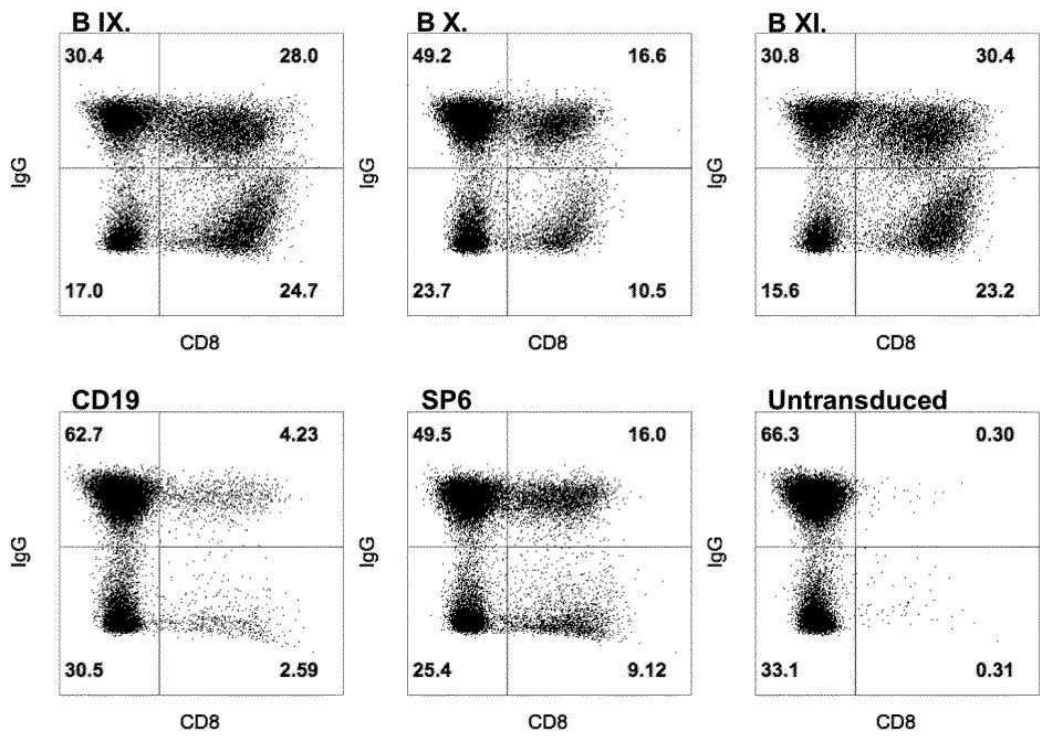 B IX. B X. B XI.
30.4 28.0 49.2 16.6 30.8 30.4
IgG IgG IgG
17.0 24.7 23.7 10.5 15.6 23.2
CD8 CD8 CD8
CD19 SP6 Untransduced
62.7 4.23 49.5 16.0 66.3 0.30
IgG IgG IgG
30.5 2.59 25.4 9.12 33.1 0.31
CD8 CD8 CD8